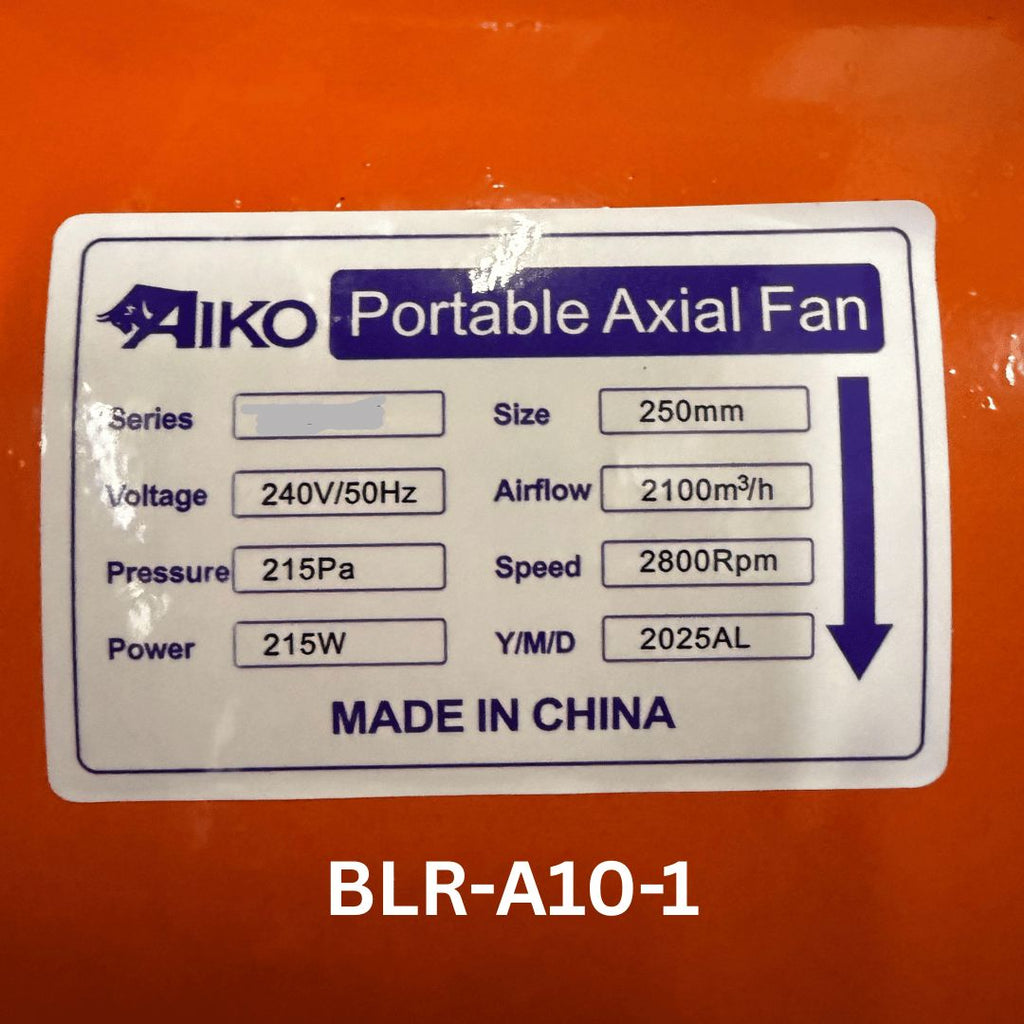 AIKO Portable Axial Fan
Series Size 250mm
Voltage 240V/50Hz Airflow 2100m³/h
Pressure 215Pa Speed 2800Rpm
Power 215W Y/M/D 2025AL
MADE IN CHINA
BLR-A10-1